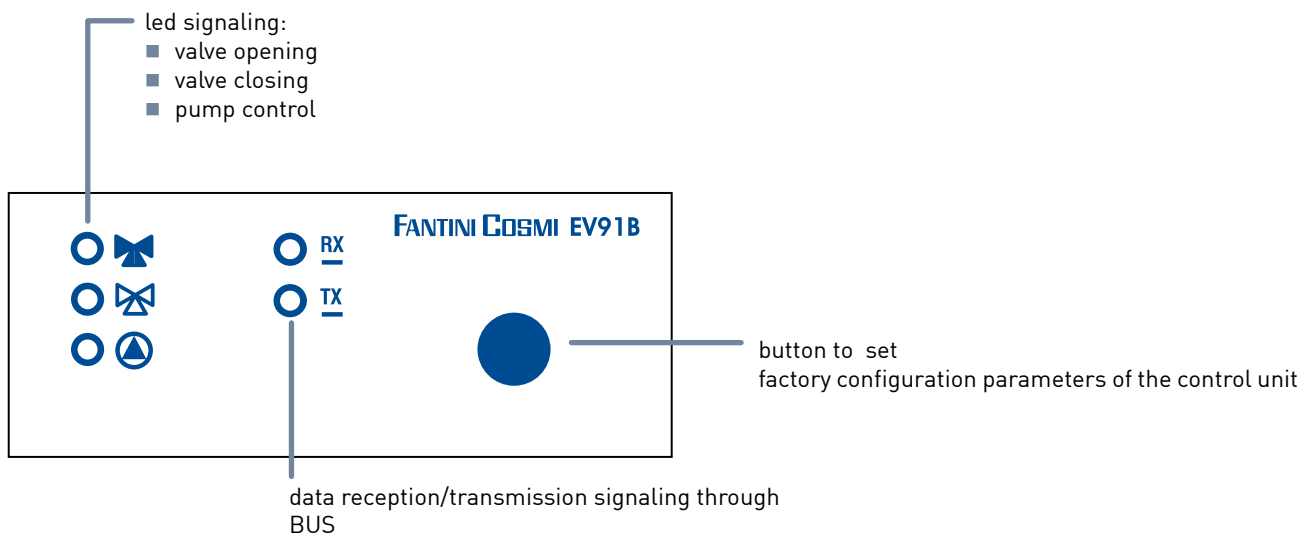 led signaling:
valve opening
valve closing
pump control
FANTINI COSMI EV91B
RX
TX
button to set
factory configuration parameters of the control unit
data reception/transmission signaling through
BUS